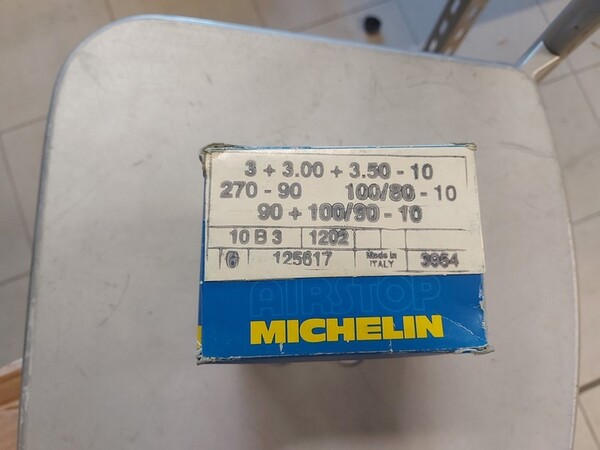 3 + 3.00 + 3.50 - 10
270 - 90 100/80 - 10
90 + 100/90 - 10
10 B 3 1202
6 125617 Made in ITALY 3954
AIRSTOP
MICHELIN